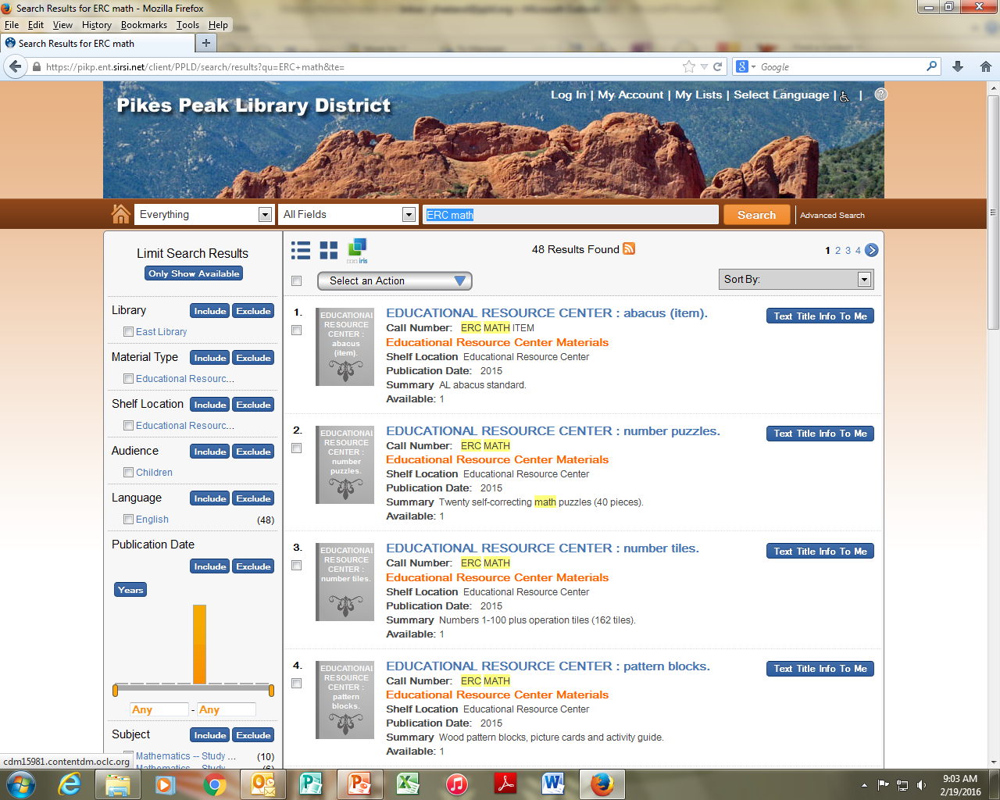 Search Results for ERC math - Mozilla Firefox
File Edit View History Bookmarks Tools Help
Search Results for ERC math
https://pikp.ent.sirsi.net/client/PPLD/search/results?qu=ERC+math&te=
Google
Pikes Peak Library District
Log In | My Account | My Lists | Select Language | | ?
Everything All Fields ERC math Search Advanced Search
Limit Search Results
Only Show Available
Library Include Exclude
East Library
Material Type Include Exclude
Educational Resourc...
Shelf Location Include Exclude
Educational Resourc...
Audience Include Exclude
Children
Language Include Exclude
English (48)
Publication Date
Include Exclude
Years
Any - Any
Subject Include Exclude
Mathematics -- Study ... (10)
Mathematics -- Study (6)
48 Results Found
1 2 3 4
Select an Action
Sort By:
1.
EDUCATIONAL
RESOURCE
CENTER :
abacus
(item).
EDUCATIONAL RESOURCE CENTER : abacus (item).
Text Title Info To Me
Call Number: ERC MATH ITEM
Educational Resource Center Materials
Shelf Location Educational Resource Center
Publication Date: 2015
Summary AL abacus standard.
Available: 1
2.
EDUCATIONAL
RESOURCE
CENTER :
number
puzzles.
EDUCATIONAL RESOURCE CENTER : number puzzles.
Text Title Info To Me
Call Number: ERC MATH
Educational Resource Center Materials
Shelf Location Educational Resource Center
Publication Date: 2015
Summary Twenty self-correcting math puzzles (40 pieces).
Available: 1
3.
EDUCATIONAL
RESOURCE
CENTER :
number tiles.
EDUCATIONAL RESOURCE CENTER : number tiles.
Text Title Info To Me
Call Number: ERC MATH
Educational Resource Center Materials
Shelf Location Educational Resource Center
Publication Date: 2015
Summary Numbers 1-100 plus operation tiles (162 tiles).
Available: 1
4.
EDUCATIONAL
RESOURCE
CENTER :
pattern
blocks.
EDUCATIONAL RESOURCE CENTER : pattern blocks.
Text Title Info To Me
Call Number: ERC MATH
Educational Resource Center Materials
Shelf Location Educational Resource Center
Publication Date: 2015
Summary Wood pattern blocks, picture cards and activity guide.
Available: 1
cdm15981.contentdm.oclc.org
9:03 AM
2/19/2016